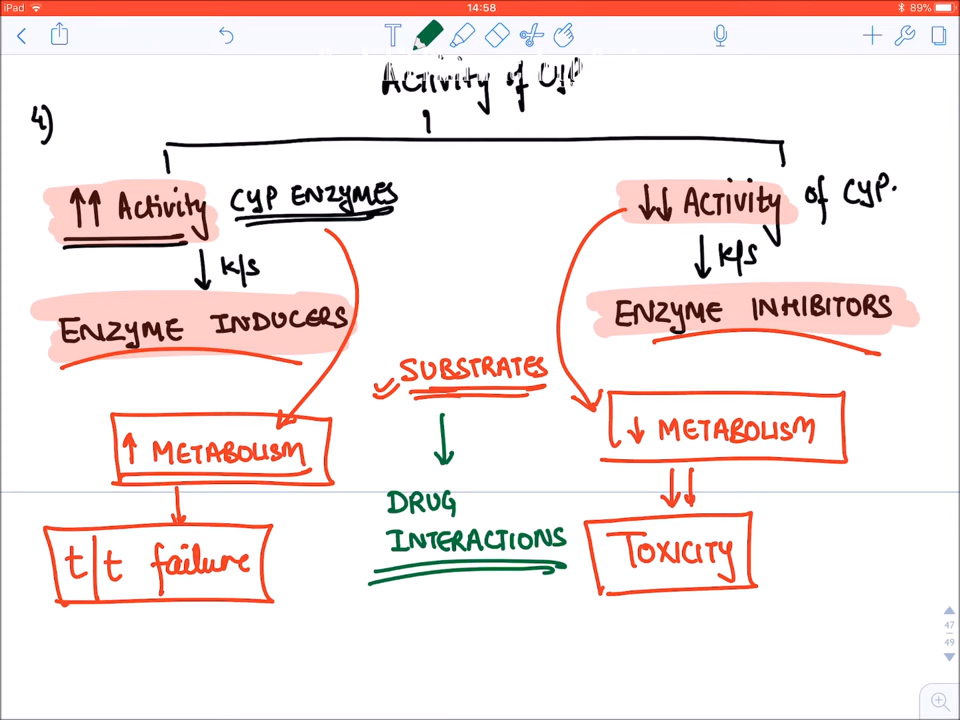 iPad
14:58
89%
T
Activity of CYP
4)
↑↑ Activity CYP ENZYMES
↓↓ ACTIVITY of CYP.
↓ k/s
↓ k/s
ENZYME INDUCERS
ENZYME INHIBITORS
SUBSTRATES
↑ METABOLISM
↓ METABOLISM
DRUG
INTERACTIONS
t/t failure
TOXICITY
47
49